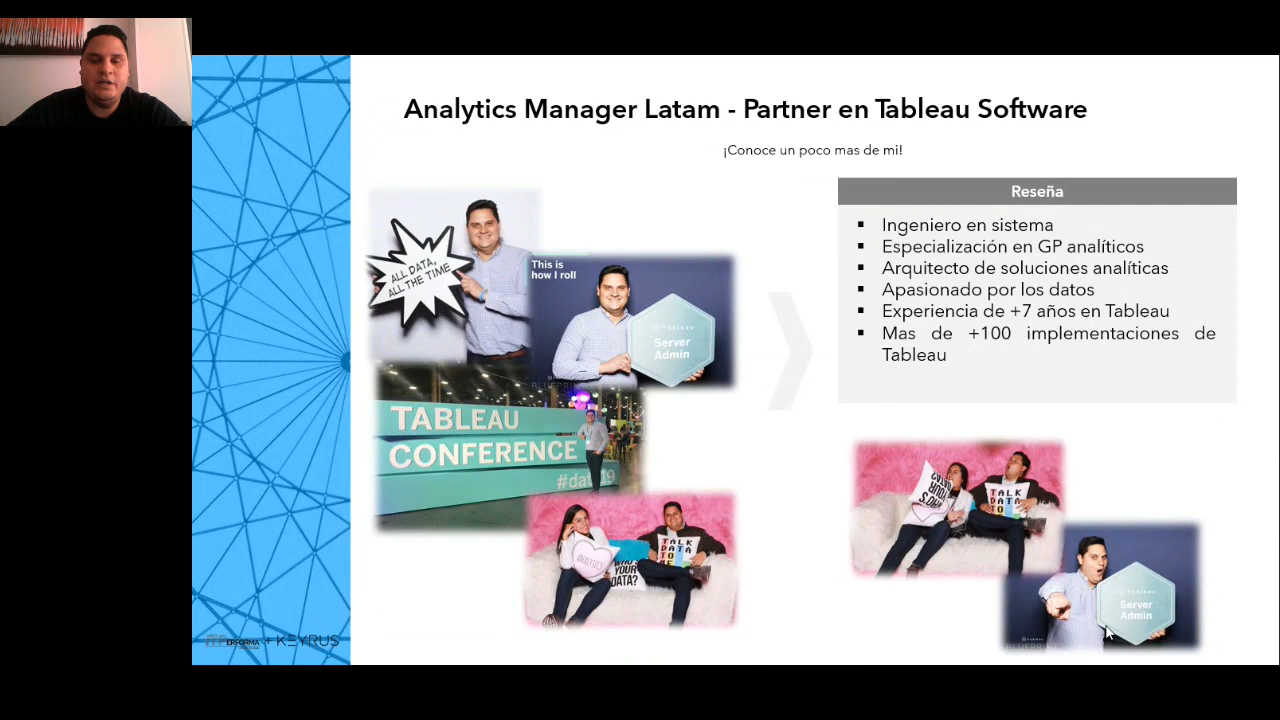 Analytics Manager Latam - Partner en Tableau Software
¡Conoce un poco mas de mi!
Reseña
Ingeniero en sistema
Especialización en GP analíticos
Arquitecto de soluciones analíticas
Apasionado por los datos
Experiencia de +7 años en Tableau
Mas de +100 implementaciones de
Tableau
ALL DATA,
ALL THE TIME
This is
how I roll
Server
Admin
TABLEAU
CONFERENCE
TALK
DATA
TO
YOUR
DATA?
TALK
DATA TO
Server
Admin
+ KEYRUS